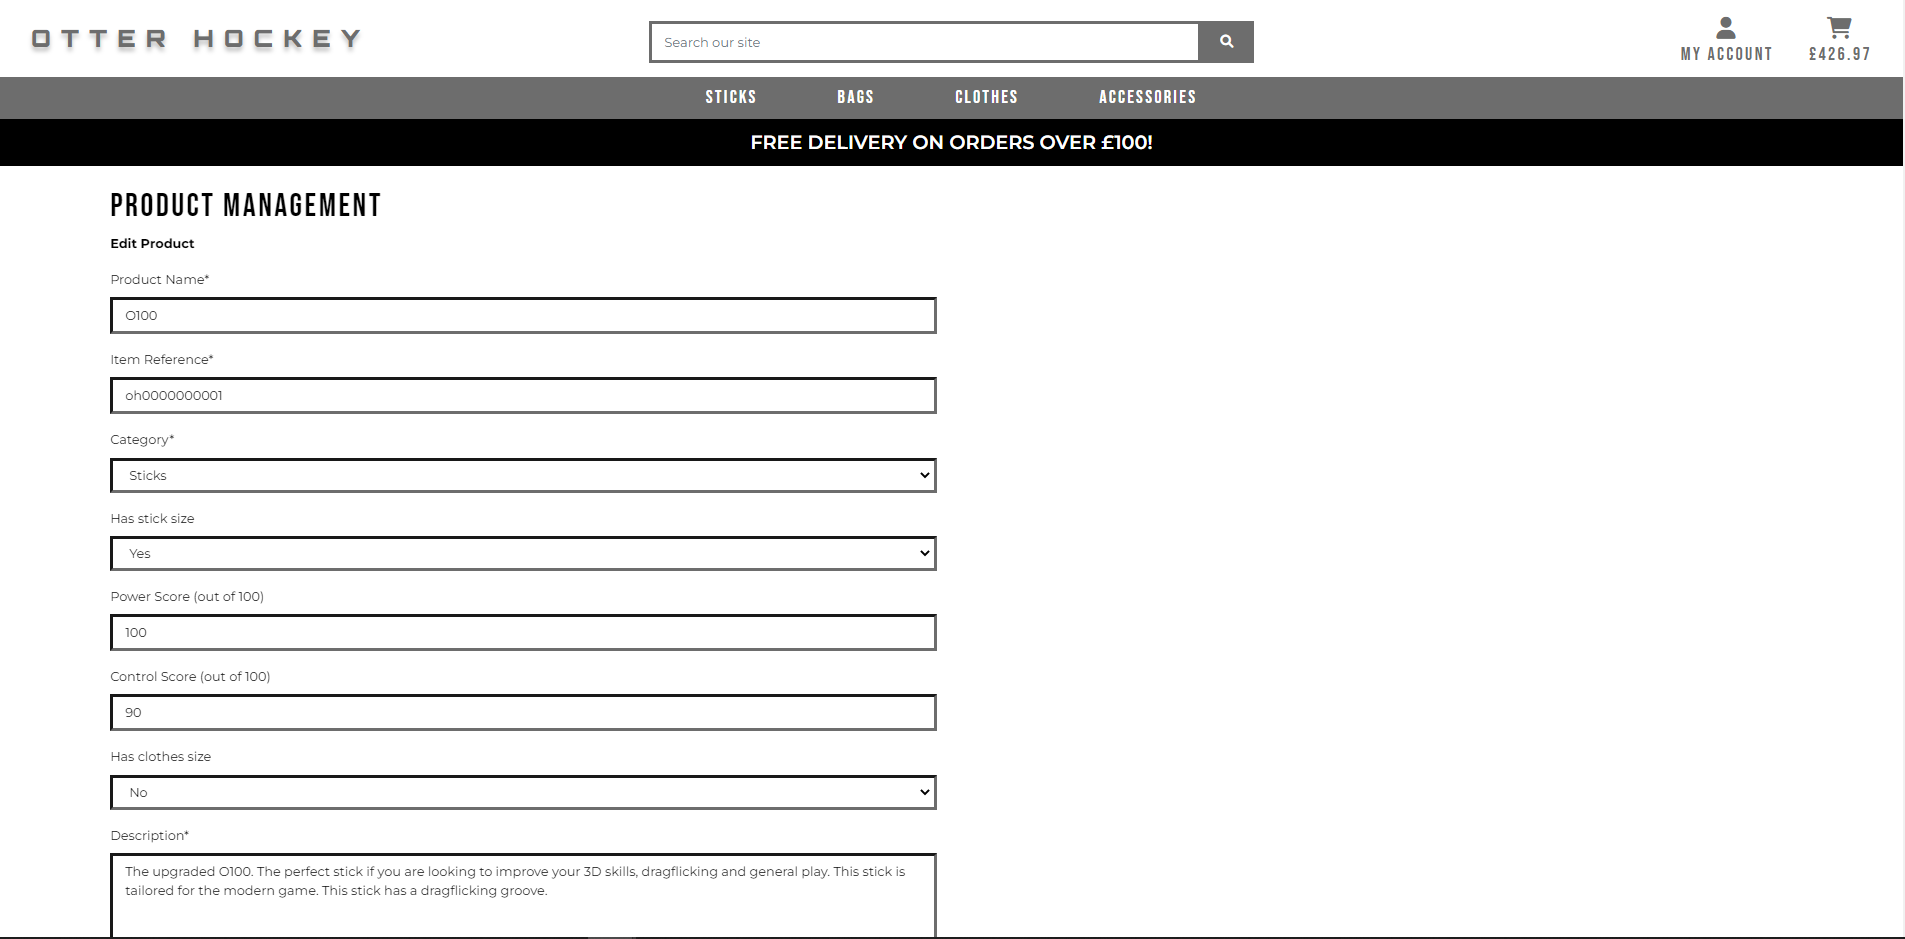 OTTER HOCKEY
Search our site
MY ACCOUNT
£426.97
STICKS BAGS CLOTHES ACCESSORIES
FREE DELIVERY ON ORDERS OVER £100!
PRODUCT MANAGEMENT
Edit Product
Product Name*
O100
Item Reference*
oh0000000001
Category*
Sticks
Has stick size
Yes
Power Score (out of 100)
100
Control Score (out of 100)
90
Has clothes size
No
Description*
The upgraded O100. The perfect stick if you are looking to improve your 3D skills, dragflicking and general play. This stick is
tailored for the modern game. This stick has a dragflicking groove.